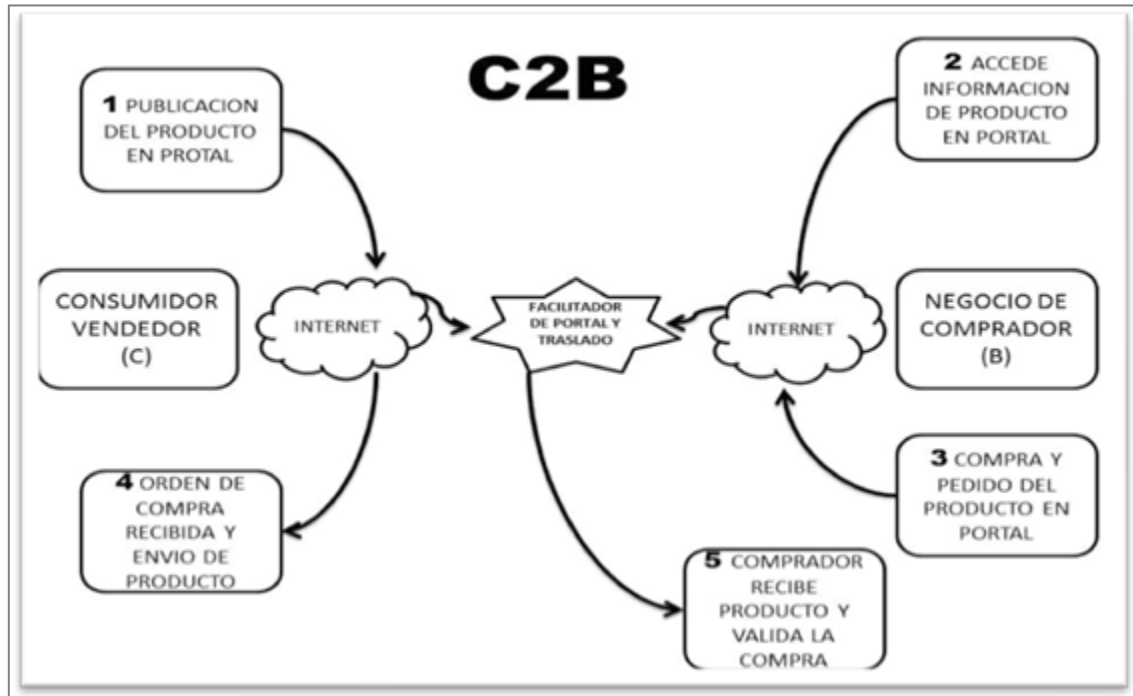 C2B
1 PUBLICACION
DEL PRODUCTO
EN PROTAL
2 ACCEDE
INFORMACION
DE PRODUCTO
EN PORTAL
CONSUMIDOR
VENDEDOR
(C)
INTERNET
FACILITADOR
DE PORTAL Y
TRASLADO
INTERNET
NEGOCIO DE
COMPRADOR
(B)
4 ORDEN DE
COMPRA
RECIBIDA Y
ENVIO DE
PRODUCTO
3 COMPRA Y
PEDIDO DEL
PRODUCTO EN
PORTAL
5 COMPRADOR
RECIBE
PRODUCTO Y
VALIDA LA
COMPRA